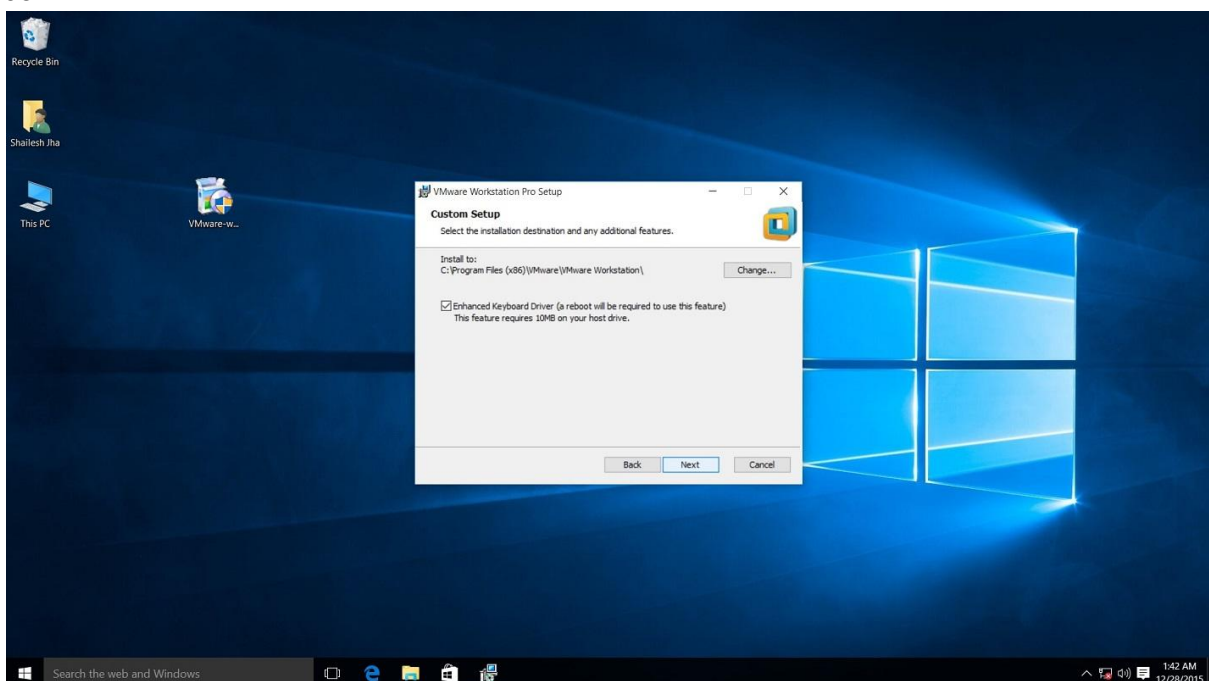 Recycle Bin
Shailesh Jha
This PC
VMware-w...
VMware Workstation Pro Setup
Custom Setup
Select the installation destination and any additional features.
Install to:
C:\Program Files (x86)\VMware\VMware Workstation\
Change...
Enhanced Keyboard Driver (a reboot will be required to use this feature)
This feature requires 10MB on your host drive.
Back Next Cancel
Search the web and Windows
1:42 AM
12/28/2015